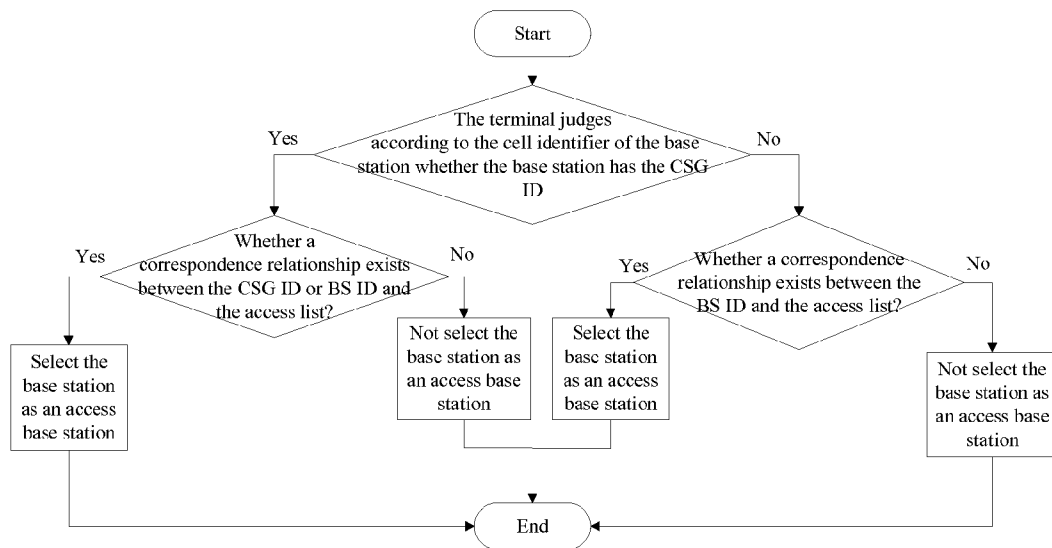 Start
The terminal judges
according to the cell identifier of the base
station whether the base station has the CSG
ID
Yes
No
Whether a
correspondence relationship exists
between the CSG ID or BS ID and
the access list?
Yes
No
Whether a correspondence
relationship exists between the
BS ID and the access list?
Yes
No
Select the
base station
as an access
base station
Not select the
base station as
an access base
station
Select the
base station
as an access
base station
Not select the
base station as
an access base
station
End